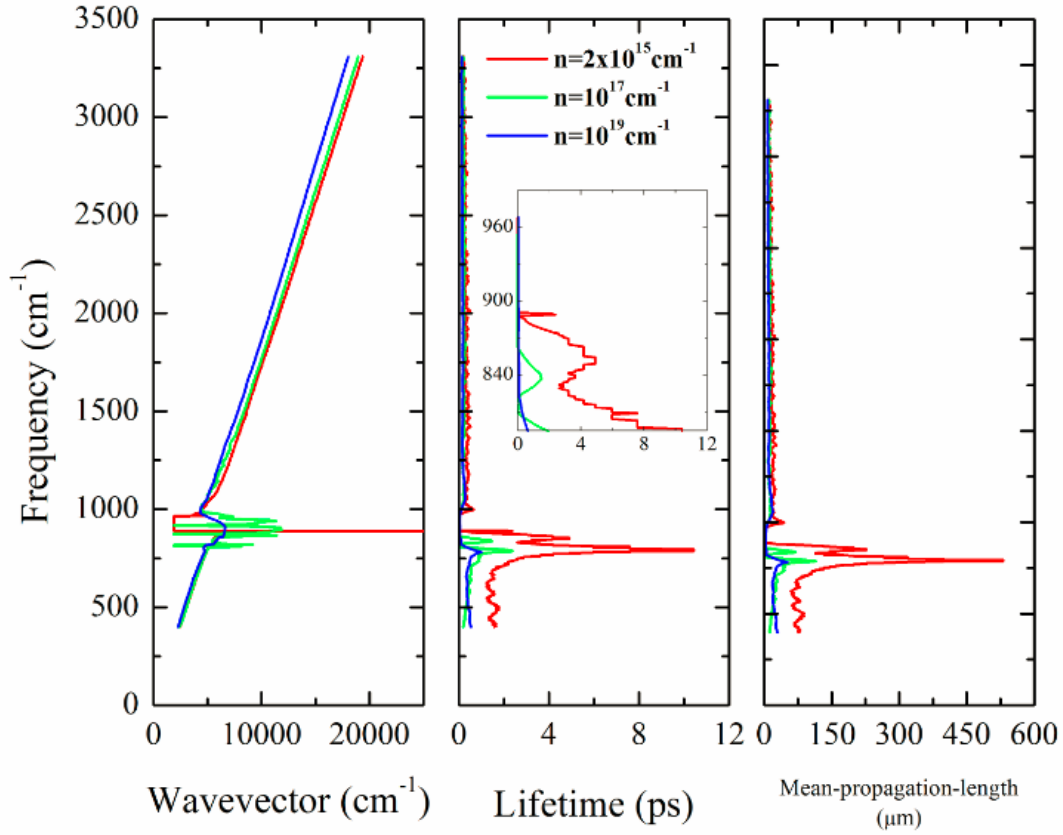 3500
3000
2500
2000
1500
1000
500
0
Frequency (cm⁻¹)
0 10000 20000
Wavevector (cm⁻¹)
n=2x10¹⁵cm⁻¹
n=10¹⁷cm⁻¹
n=10¹⁹cm⁻¹
960
900
840
0 4 8 12
0 4 8 12
Lifetime (ps)
0 150 300 450 600
Mean-propagation-length
(μm)